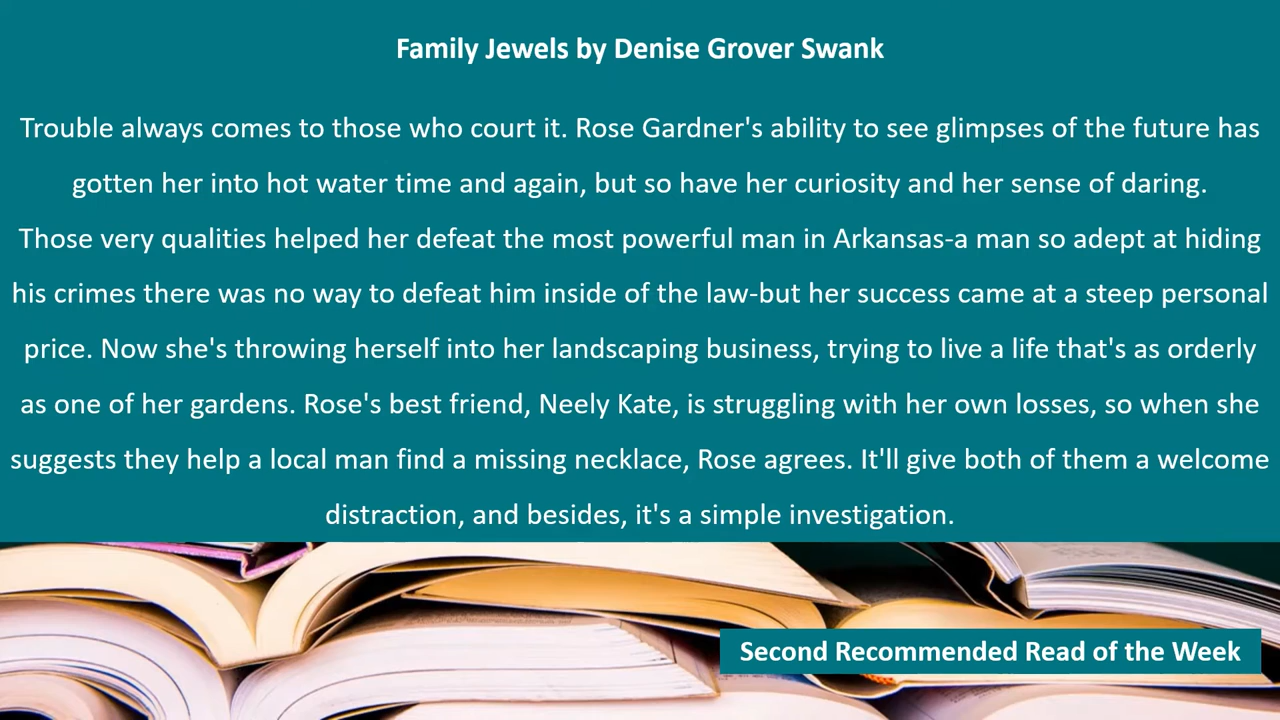 Family Jewels by Denise Grover Swank
Trouble always comes to those who court it. Rose Gardner's ability to see glimpses of the future has
gotten her into hot water time and again, but so have her curiosity and her sense of daring.
Those very qualities helped her defeat the most powerful man in Arkansas-a man so adept at hiding
his crimes there was no way to defeat him inside of the law-but her success came at a steep personal
price. Now she's throwing herself into her landscaping business, trying to live a life that's as orderly
as one of her gardens. Rose's best friend, Neely Kate, is struggling with her own losses, so when she
suggests they help a local man find a missing necklace, Rose agrees. It'll give both of them a welcome
distraction, and besides, it's a simple investigation.
Second Recommended Read of the Week